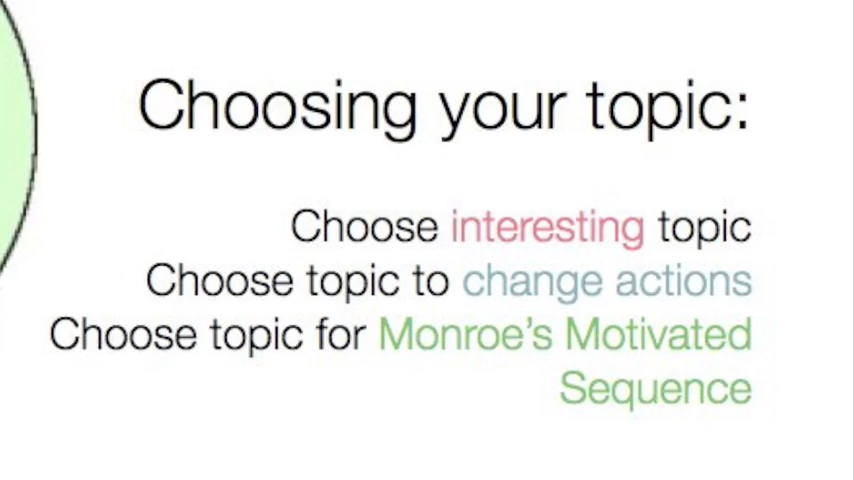 Choosing your topic:
Choose interesting topic
Choose topic to change actions
Choose topic for Monroe's Motivated
Sequence